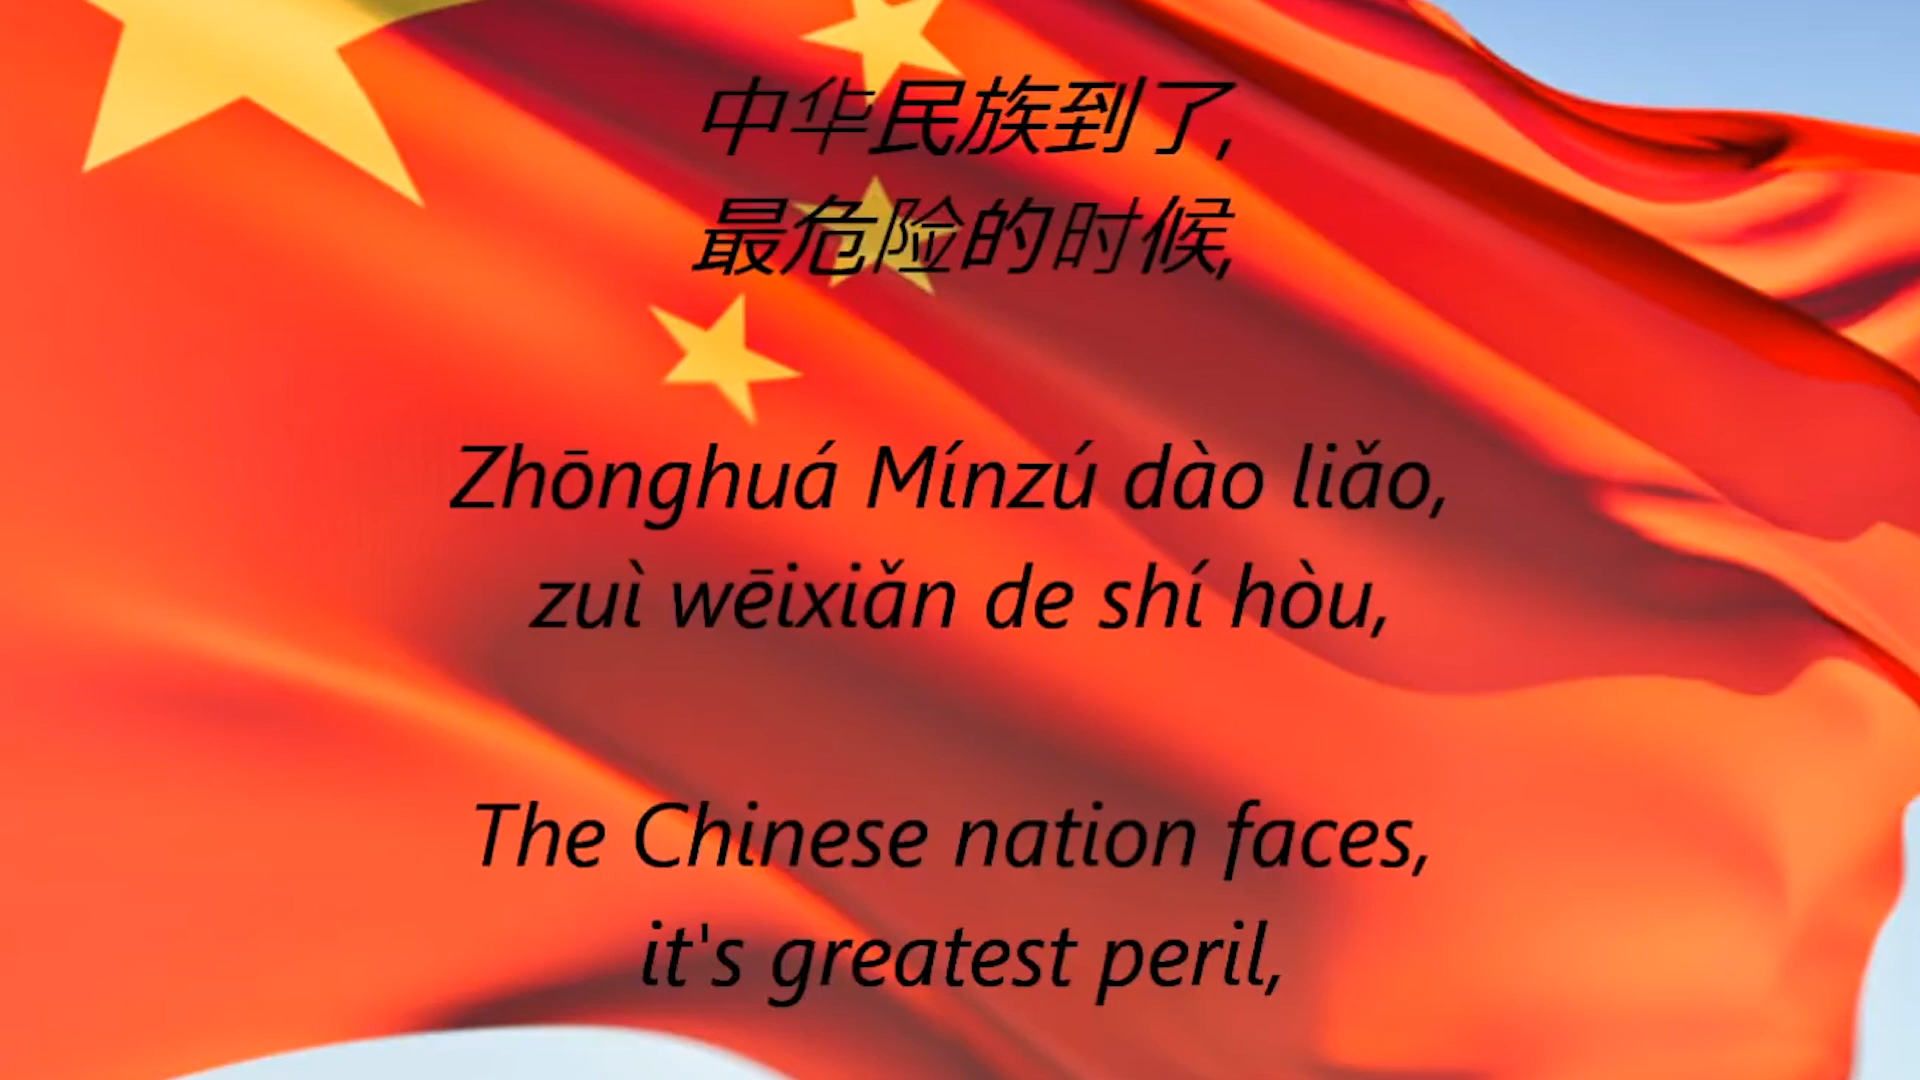 中华民族到了,
最危险的时候,
Zhōnghuá Mínzú dào liǎo,
zuì wēixiǎn de shí hòu,
The Chinese nation faces,
it's greatest peril,